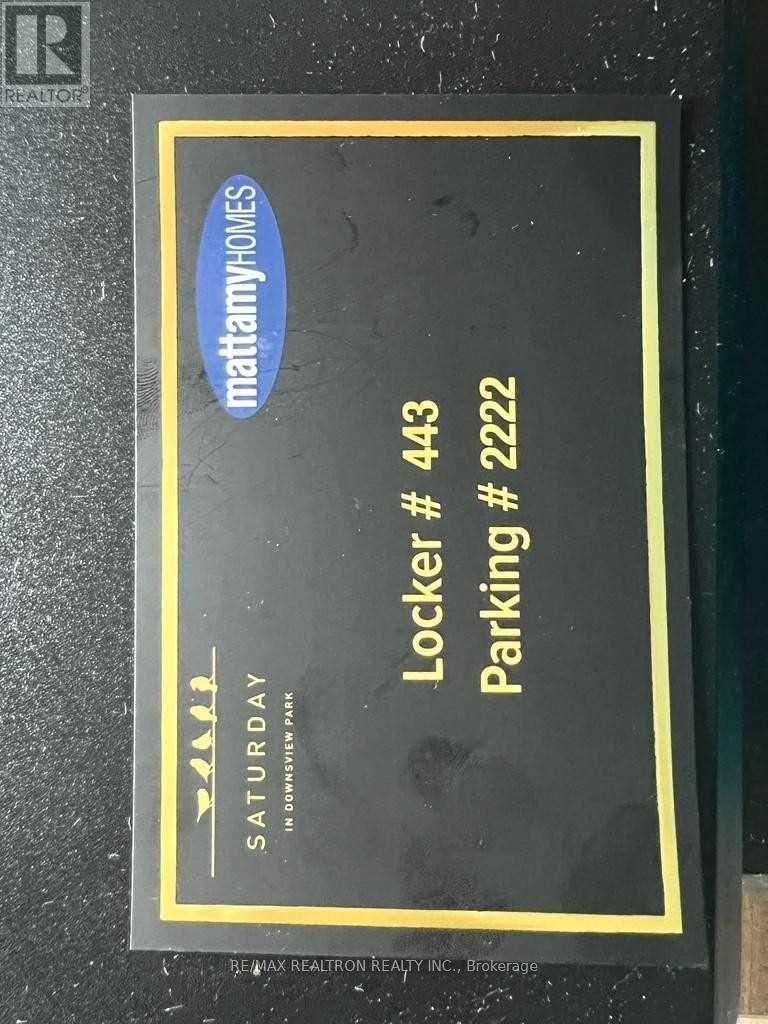 R
REALTOR®
SATURDAY
IN DOWNSVIEW PARK
mattamyHOMES
Locker # 443
Parking # 2222
RE/MAX REALTRON REALTY INC., Brokerage